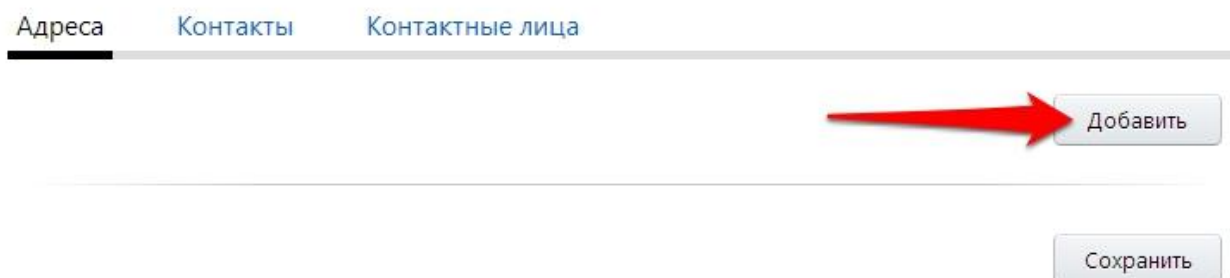 Адреса Контакты Контактные лица
Добавить
Сохранить